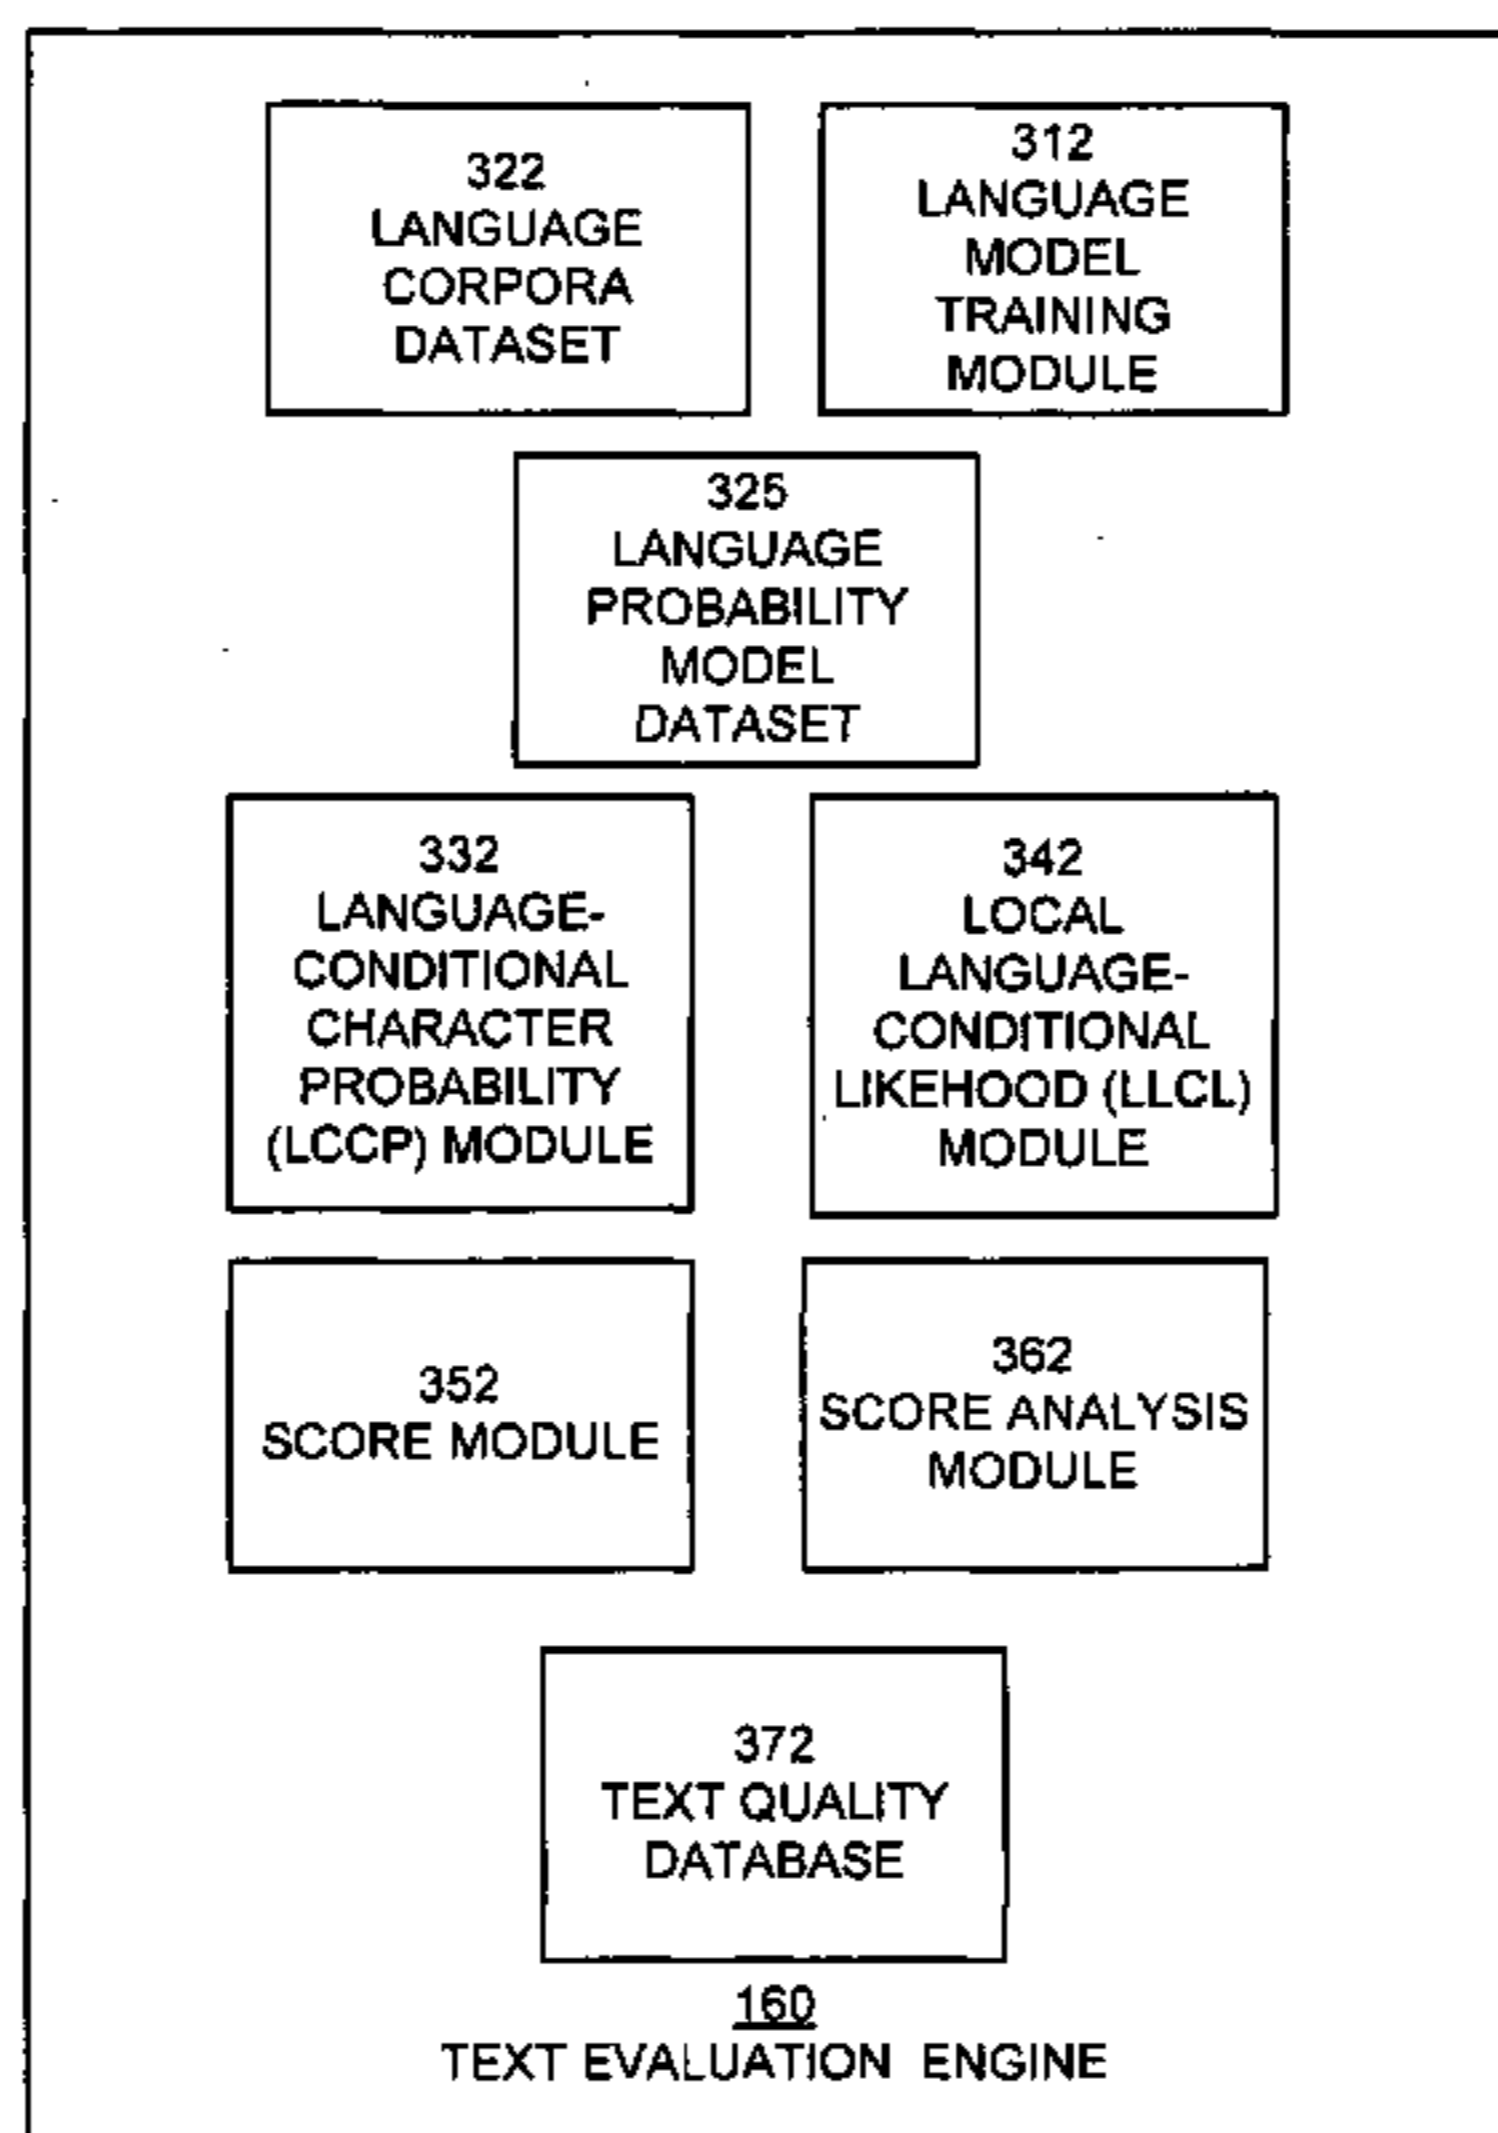 322
LANGUAGE
CORPORA
DATASET
312
LANGUAGE
MODEL
TRAINING
MODULE
325
LANGUAGE
PROBABILITY
MODEL
DATASET
332
LANGUAGE-
CONDITIONAL
CHARACTER
PROBABILITY
(LCCP) MODULE
342
LOCAL
LANGUAGE-
CONDITIONAL
LIKEHOOD (LLCL)
MODULE
352
SCORE MODULE
362
SCORE ANALYSIS
MODULE
372
TEXT QUALITY
DATABASE
160
TEXT EVALUATION ENGINE